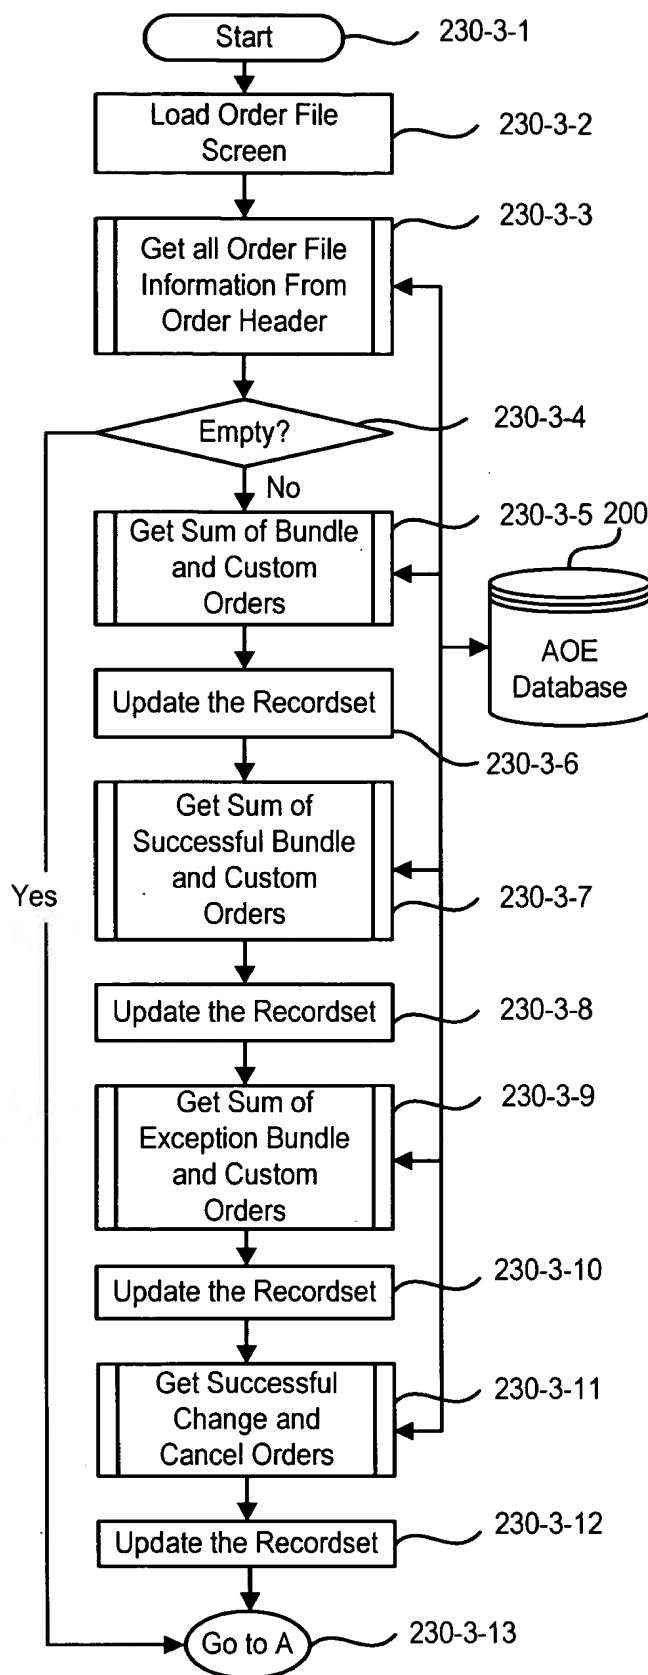 Start
230-3-1
Load Order File
Screen
230-3-2
230-3-3
Get all Order File
Information From
Order Header
Empty?
230-3-4
No
230-3-5
200
Get Sum of Bundle
and Custom
Orders
AOE
Database
Update the Recordset
230-3-6
Get Sum of
Successful Bundle
and Custom
Orders
Yes
230-3-7
Update the Recordset
230-3-8
230-3-9
Get Sum of
Exception Bundle
and Custom
Orders
230-3-10
Update the Recordset
Get Successful
Change and
Cancel Orders
230-3-11
230-3-12
Update the Recordset
Go to A
230-3-13